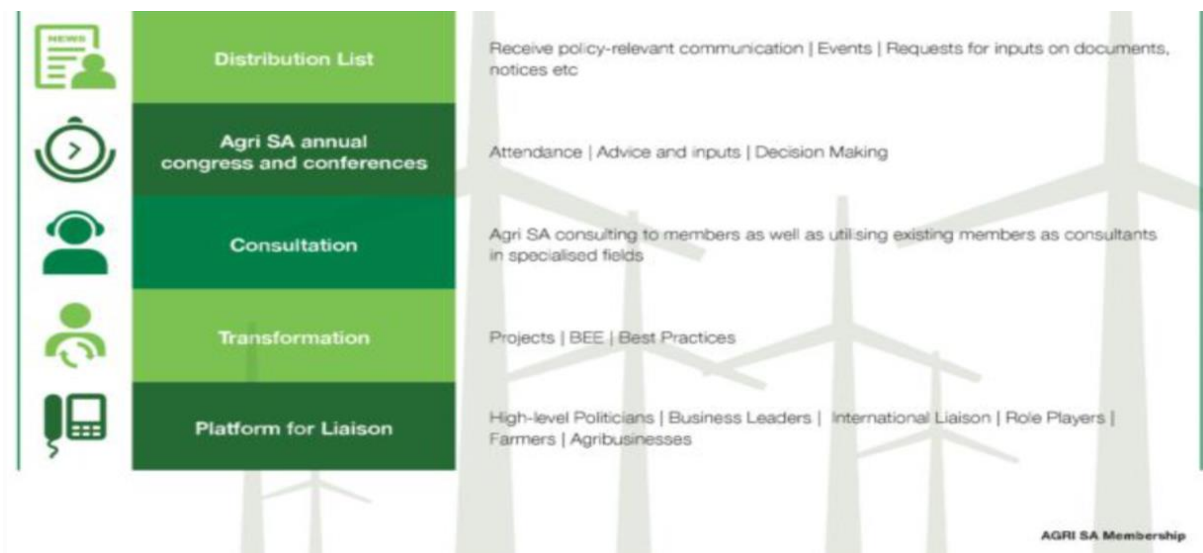 NEWS
Distribution List
Receive policy-relevant communication | Events | Requests for inputs on documents,
notices etc
Agri SA annual
congress and conferences
Attendance | Advice and inputs | Decision Making
Consultation
Agri SA consulting to members as well as utilising existing members as consultants
in specialised fields
Transformation
Projects | BEE | Best Practices
Platform for Liaison
High-level Politicians | Business Leaders | International Liaison | Role Players |
Farmers | Agribusinesses
AGRI SA Membership